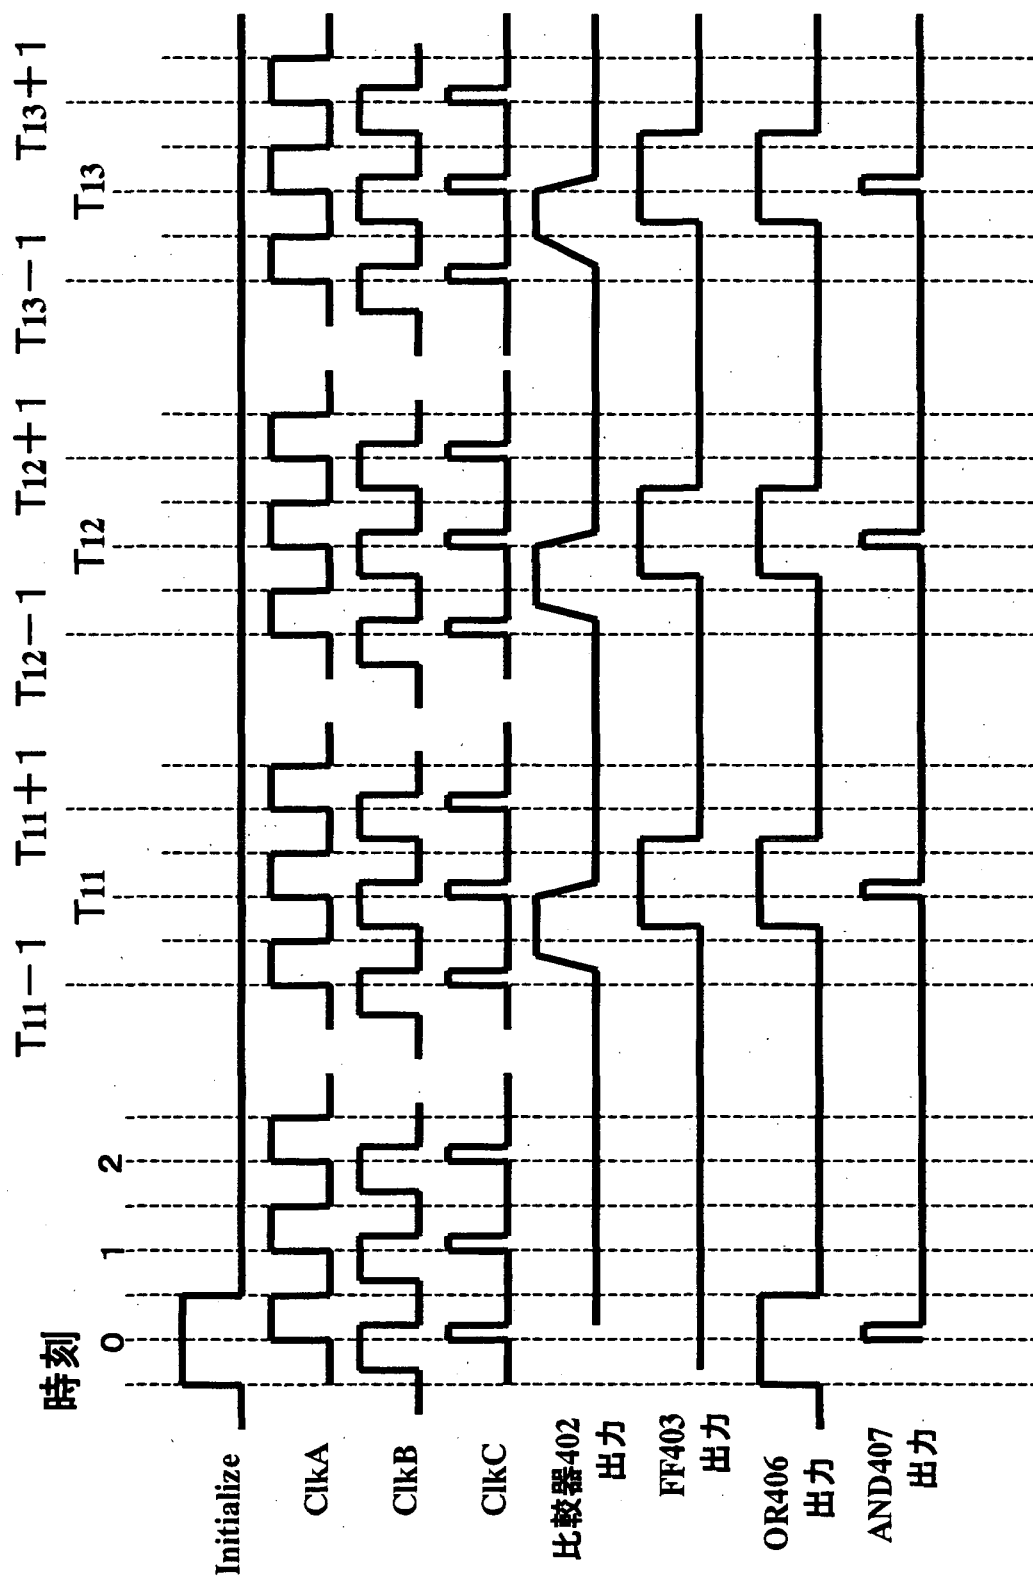 時刻
0
1
2
T11－1
T11
T11＋1
T12－1
T12
T12＋1
T13－1
T13
T13＋1
Initialize
ClkA
ClkB
ClkC
比較器402
出力
FF403
出力
OR406
出力
AND407
出力